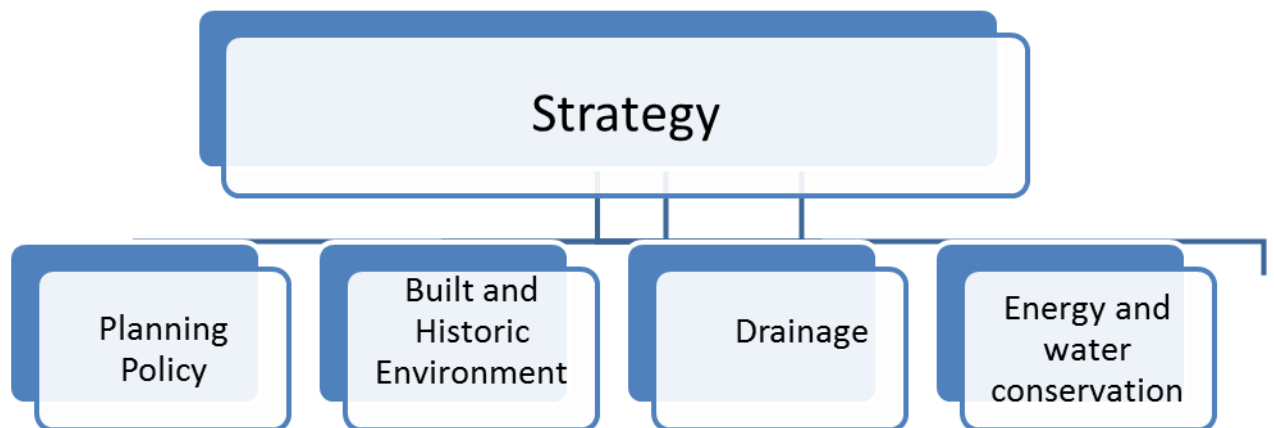 Strategy
Planning
Policy
Built and
Historic
Environment
Drainage
Energy and
water
conservation